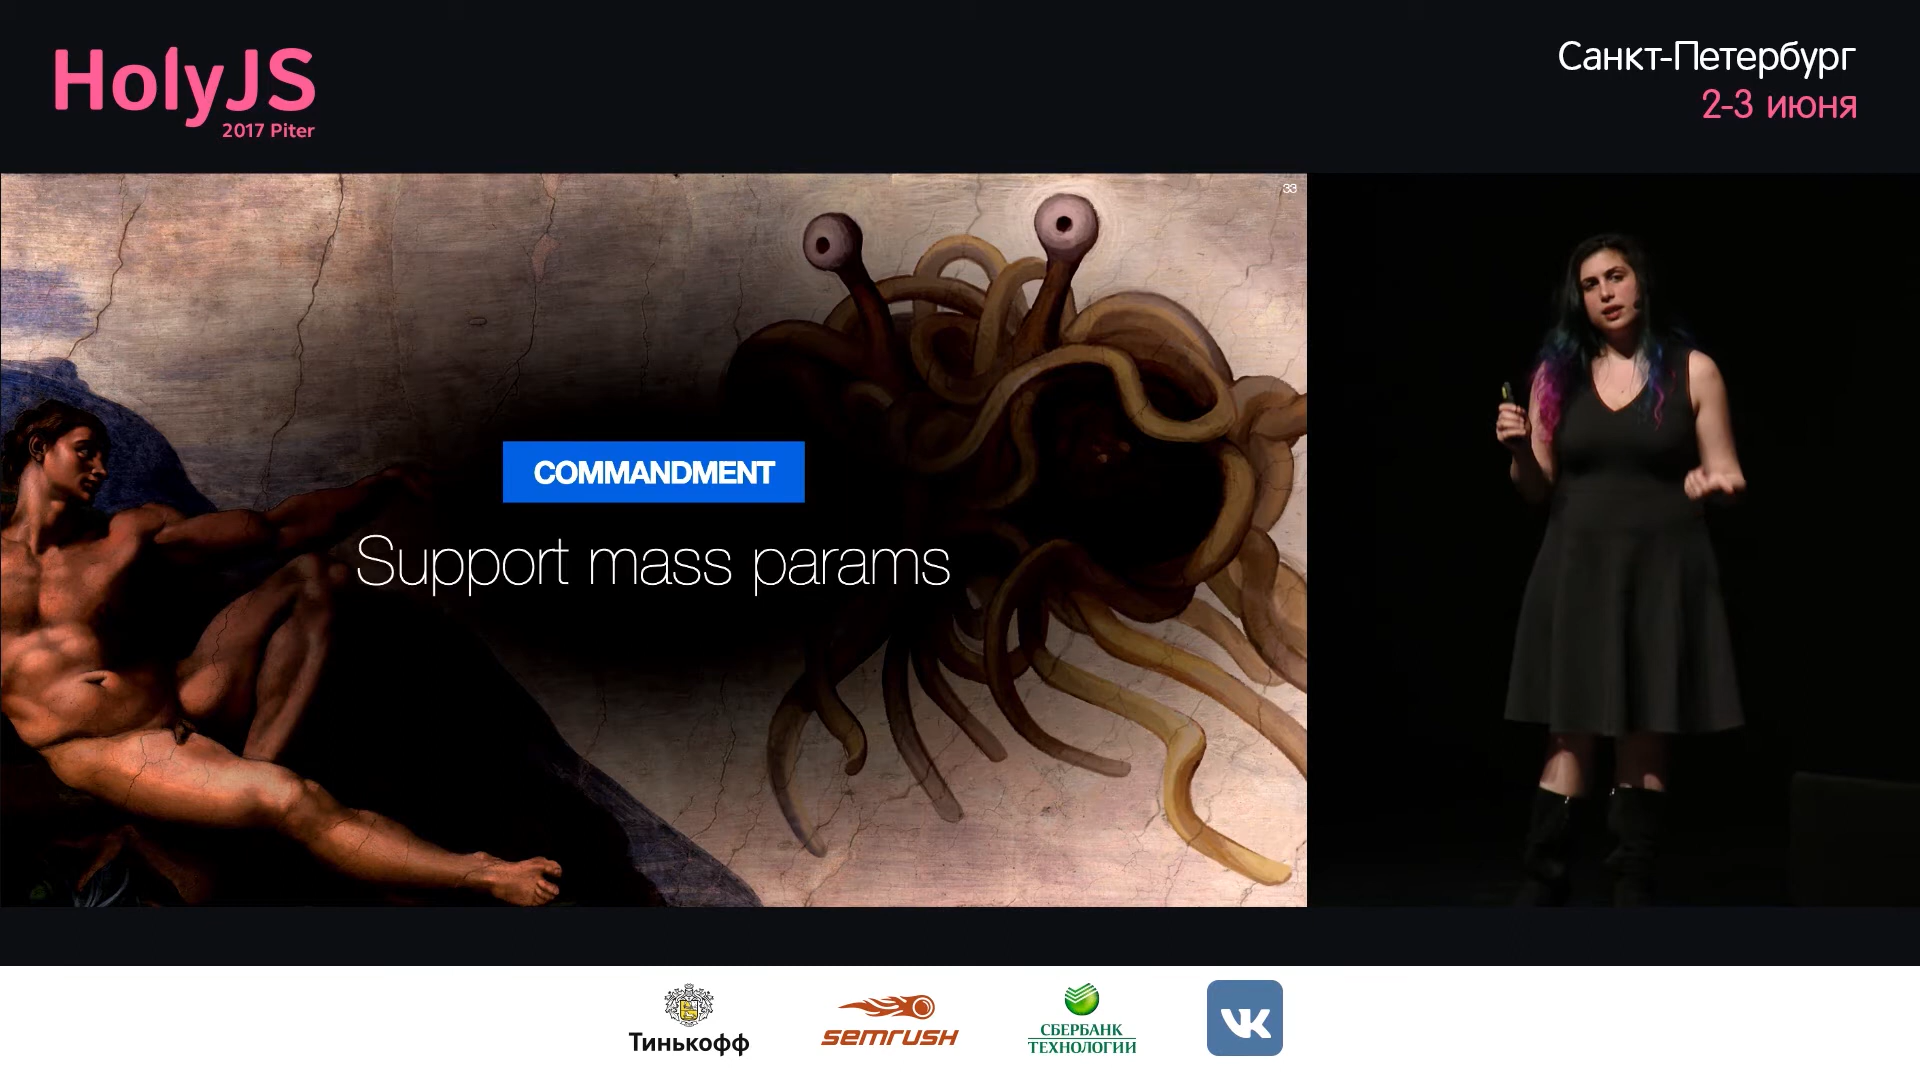 HolyJS
2017 Piter
Санкт-Петербург
2-3 июня
33
COMMANDMENT
Support mass params
Тинькофф
semrush
СБЕРБАНК
ТЕХНОЛОГИИ